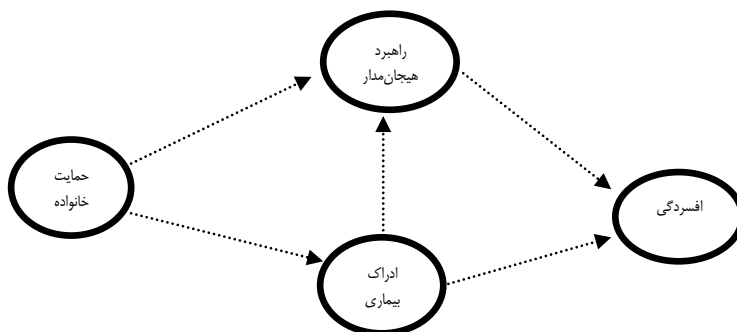 راهبرد
هیجان‌مدار
حمایت
خانواده
افسردگی
ادراک
بیماری